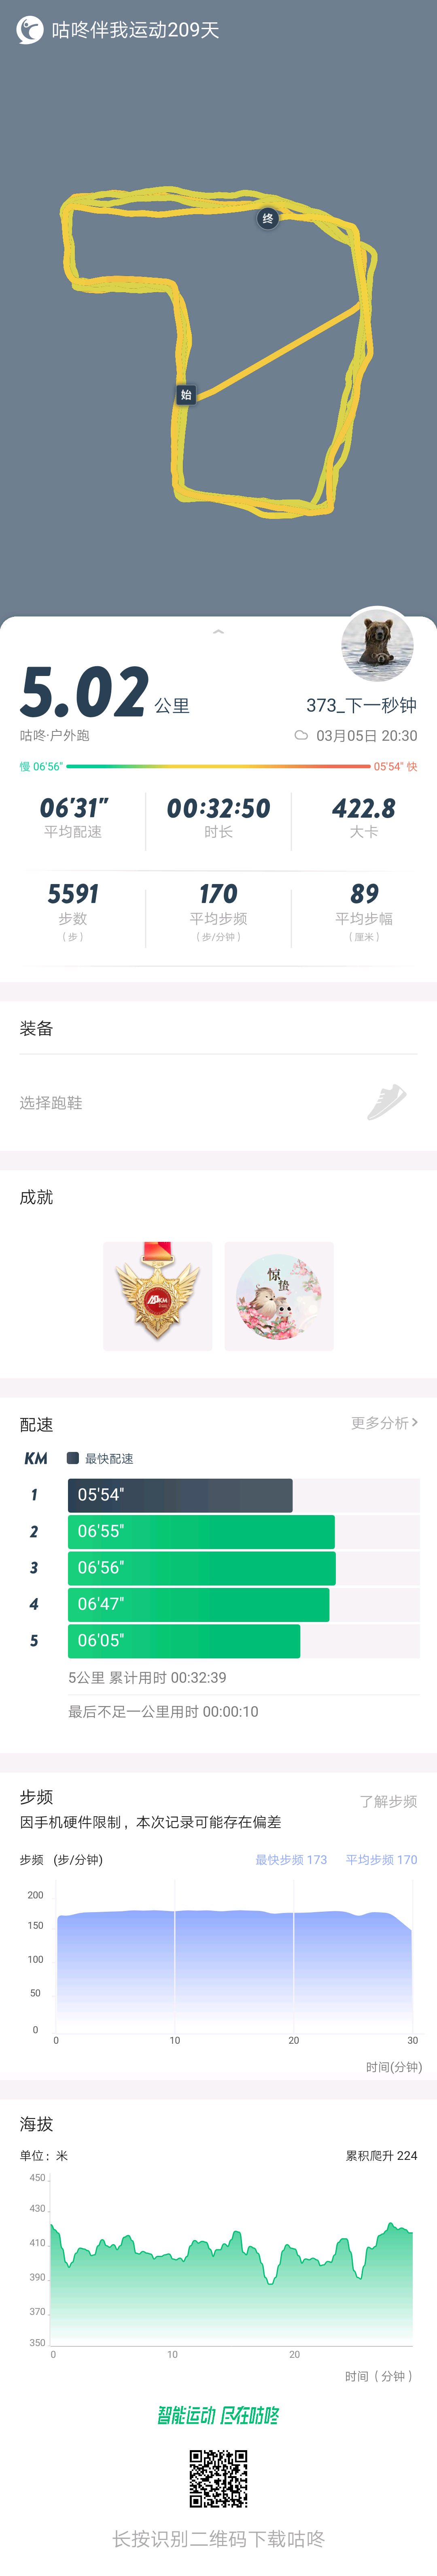 咕咚伴我运动209天
终
始
5.02 公里
373_下一秒钟
咕咚·户外跑
03月05日 20:30
慢 06'56"
05'54" 快
06'31" 00:32:50 422.8
平均配速 时长 大卡
5591 170 89
步数 平均步频 平均步幅
（步） （步/分钟） （厘米）
装备
选择跑鞋
成就
惊蛰
配速 更多分析
KM 最快配速
1 05'54"
2 06'55"
3 06'56"
4 06'47"
5 06'05"
5公里 累计用时 00:32:39
最后不足一公里用时 00:00:10
步频 了解步频
因手机硬件限制，本次记录可能存在偏差
步频 (步/分钟) 最快步频 173 平均步频 170
200
150
100
50
0
0 10 20 30
时间(分钟)
海拔
单位：米 累积爬升 224
450
430
410
390
370
350
0 10 20
时间（分钟）
智能运动 尽在咕咚
长按识别二维码下载咕咚